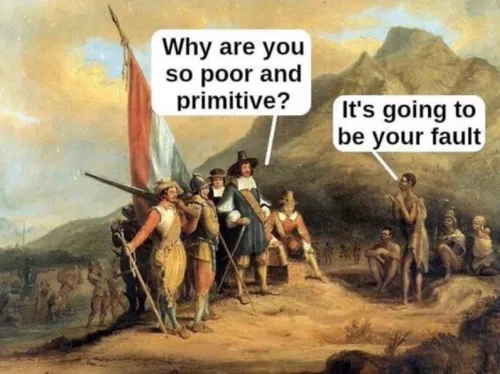 Why are you
so poor and
primitive?
It's going to
be your fault